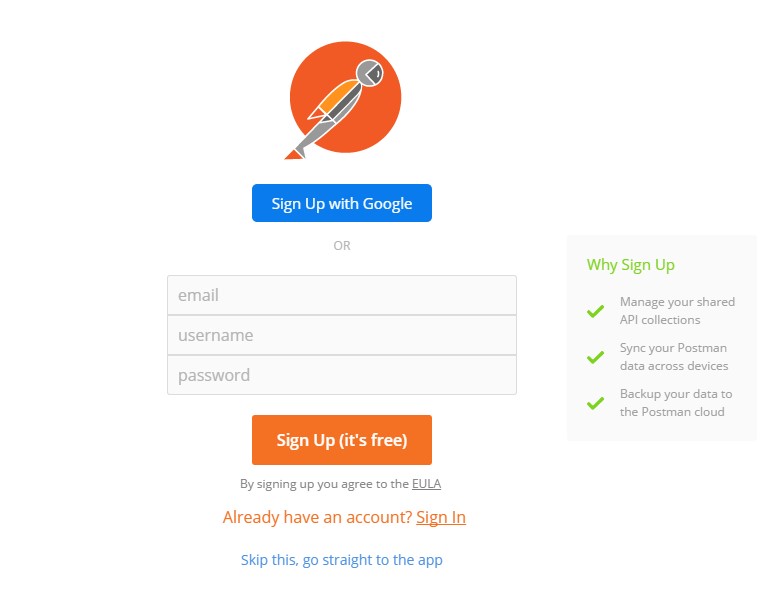 Sign Up with Google
OR
email
username
password
Sign Up (it's free)
By signing up you agree to the EULA
Already have an account? Sign In
Skip this, go straight to the app
Why Sign Up
Manage your shared
API collections
Sync your Postman
data across devices
Backup your data to
the Postman cloud